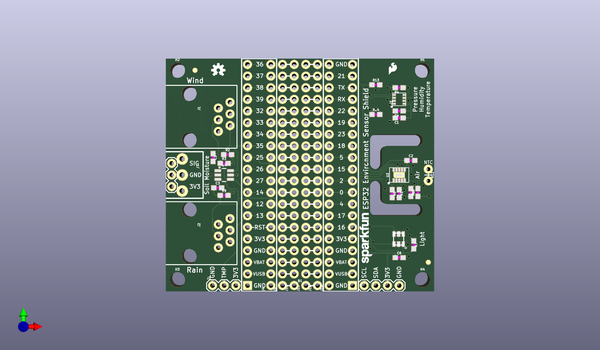 Wind
SIG
GND
3V3
Soil Moisture
Rain
GND
TMP
3V3
36
37
38
39
32
33
34
35
25
26
27
14
12
13
RST
3V3
GND
VBAT
VUSB
GND
GND
21
TX
RX
22
19
23
18
5
15
2
0
4
17
16
3V3
GND
VBAT
VUSB
GND
sparkfun ESP32 Environment Sensor Shield
SCL
SDA
3V3
GND
Pressure
Humidity
Temperature
NTC
Air
Light